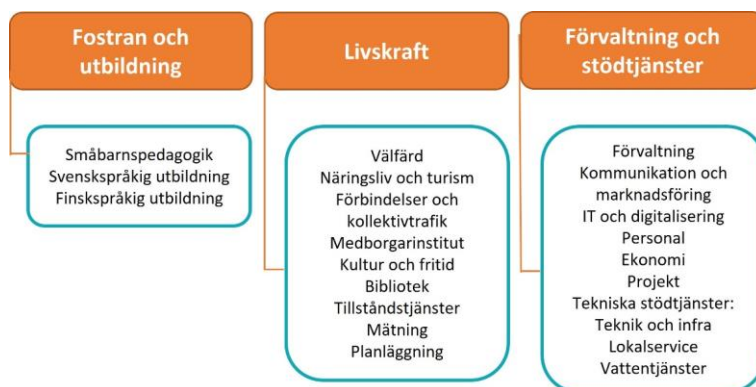 Fostran och
utbildning
Småbarnspedagogik
Svenskspråkig utbildning
Finskspråkig utbildning
Livskraft
Välfärd
Näringsliv och turism
Förbindelser och
kollektivtrafik
Medborgarinstitut
Kultur och fritid
Bibliotek
Tillståndstjänster
Mätning
Planläggning
Förvaltning och
stödtjänster
Förvaltning
Kommunikation och
marknadsföring
IT och digitalisering
Personal
Ekonomi
Projekt
Tekniska stödtjänster:
Teknik och infra
Lokalservice
Vattentjänster